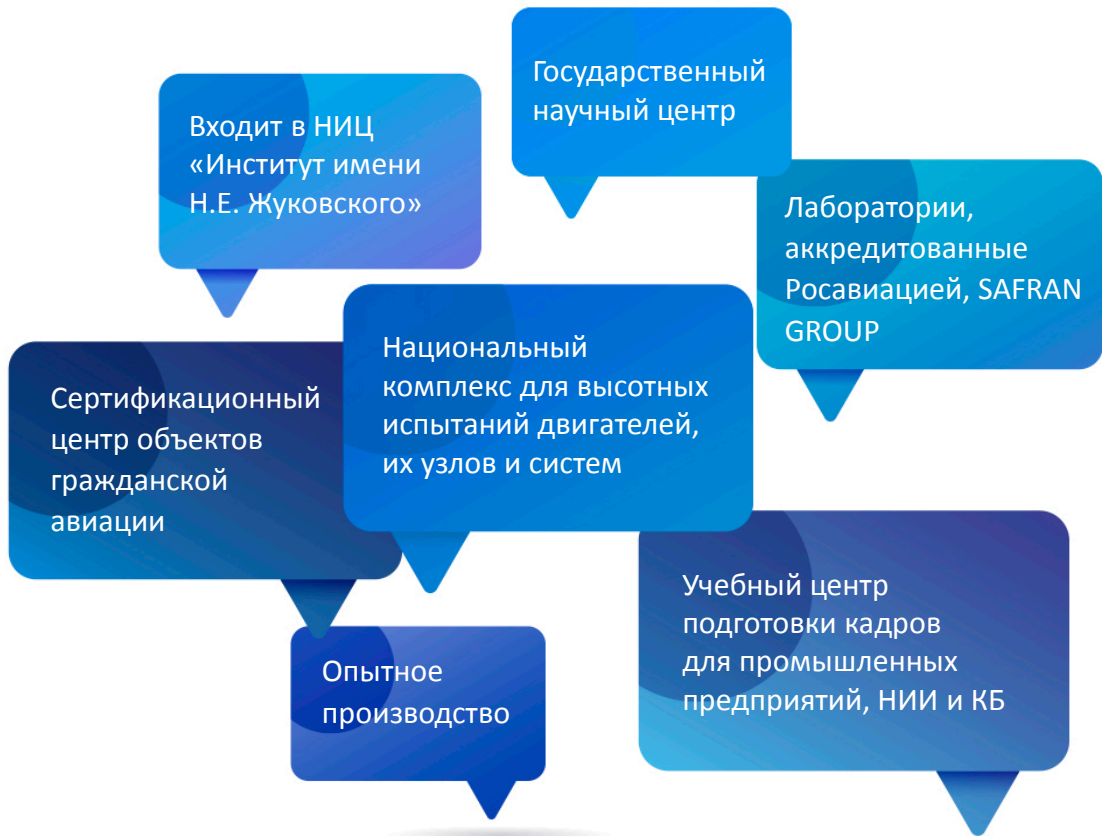 Государственный
научный центр
Входит в НИЦ
«Институт имени
Н.Е. Жуковского»
Лаборатории,
аккредитованные
Росавиацией, SAFRAN
GROUP
Национальный
комплекс для высотных
испытаний двигателей,
их узлов и систем
Сертификационный
центр объектов
гражданской
авиации
Учебный центр
подготовки кадров
для промышленных
предприятий, НИИ и КБ
Опытное
производство